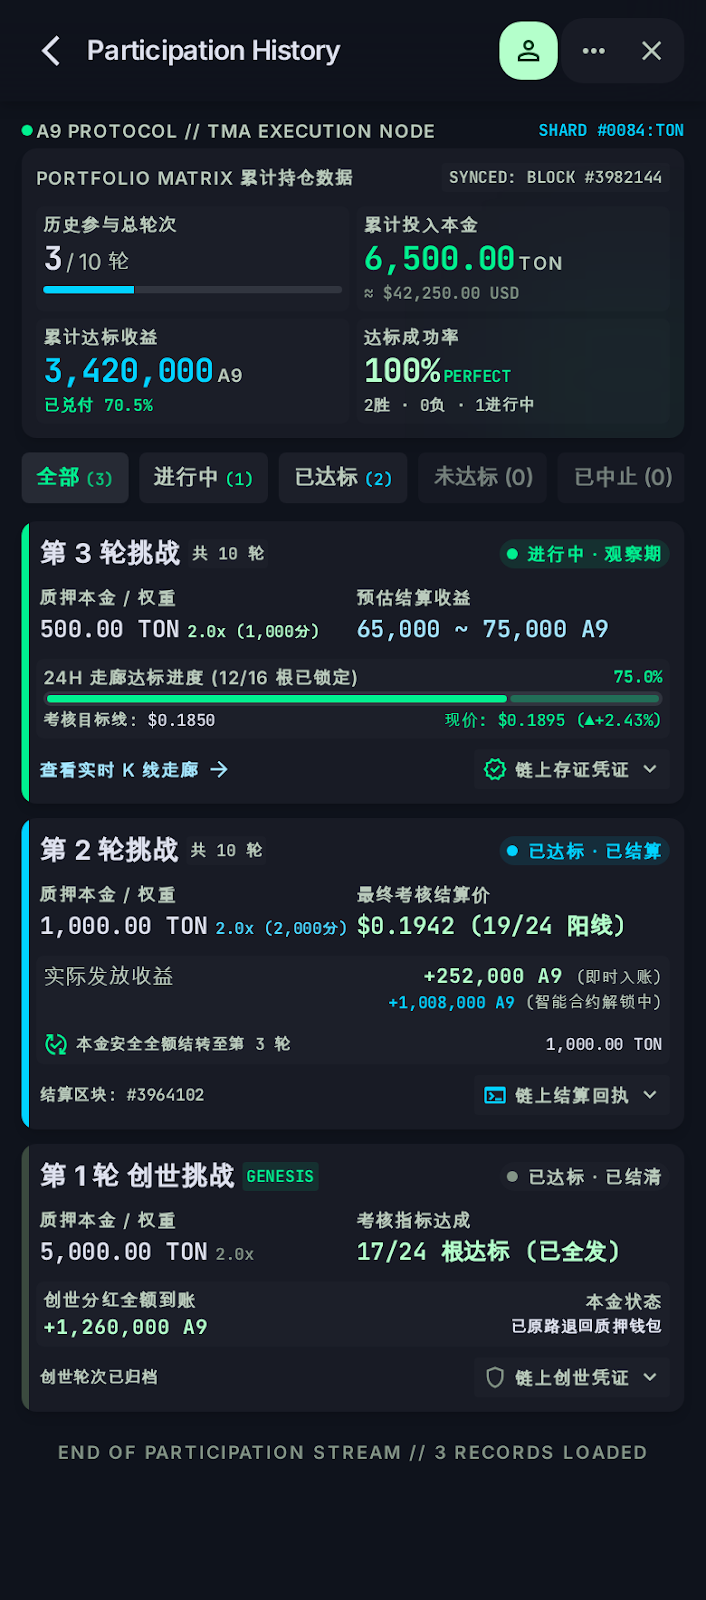 Participation History
A9 PROTOCOL // TMA EXECUTION NODE SHARD #0084:TON
PORTFOLIO MATRIX 累计持仓数据 SYNCED: BLOCK #3982144
历史参与总轮次 累计投入本金
3 / 10 轮 6,500.00 TON
≈ $42,250.00 USD
累计达标收益 达标成功率
3,420,000 A9 100% PERFECT
已兑付 70.5% 2胜 · 0负 · 1进行中
全部 (3) 进行中 (1) 已达标 (2) 未达标 (0) 已中止 (0)
第 3 轮挑战 共 10 轮 进行中 · 观察期
质押本金 / 权重 预估结算收益
500.00 TON 2.0x (1,000分) 65,000 ~ 75,000 A9
24H 走廊达标进度 (12/16 根已锁定) 75.0%
考核目标线: $0.1850 现价: $0.1895 (▲+2.43%)
查看实时 K 线走廊 → 链上存证凭证
第 2 轮挑战 共 10 轮 已达标 · 已结算
质押本金 / 权重 最终考核结算价
1,000.00 TON 2.0x (2,000分) $0.1942 (19/24 阳线)
实际发放收益 +252,000 A9 (即时入账)
+1,008,000 A9 (智能合约解锁中)
本金安全全额结转至第 3 轮 1,000.00 TON
结算区块: #3964102 链上结算回执
第 1 轮 创世挑战 GENESIS 已达标 · 已结清
质押本金 / 权重 考核指标达成
5,000.00 TON 2.0x 17/24 根达标 (已全发)
创世分红全额到账 本金状态
+1,260,000 A9 已原路退回质押钱包
创世轮次已归档 链上创世凭证
END OF PARTICIPATION STREAM // 3 RECORDS LOADED